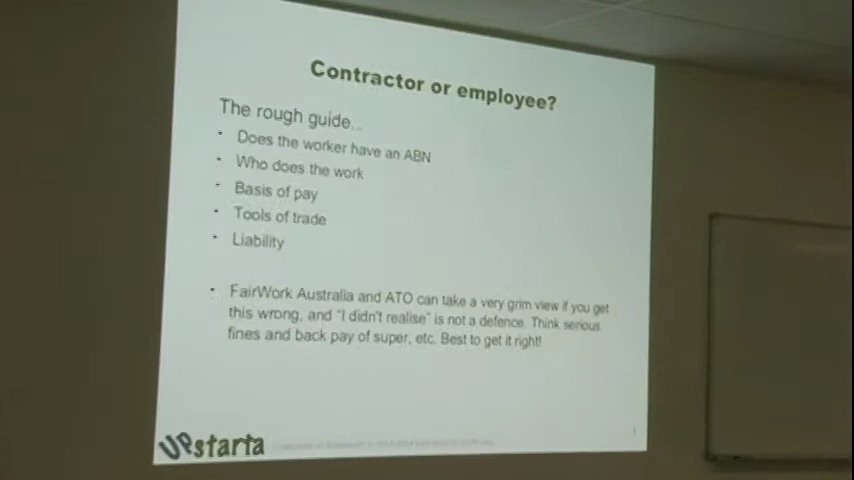 Contractor or employee?
The rough guide...
• Does the worker have an ABN
• Who does the work
• Basis of pay
• Tools of trade
• Liability
• FairWork Australia and ATO can take a very grim view if you get
this wrong, and "I didn't realise" is not a defence. Think serious
fines and back pay of super, etc. Best to get it right!
UPstarta